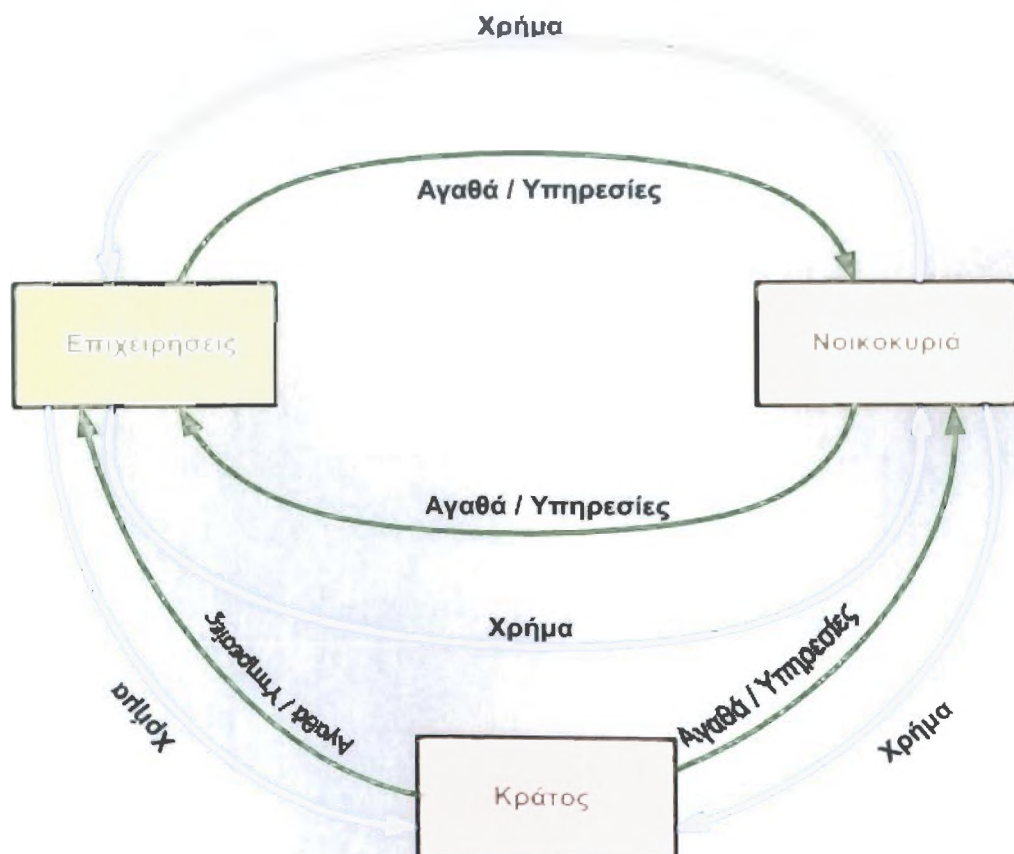 Χρήμα
Αγαθά / Υπηρεσίες
Επιχειρήσεις
Νοικοκυριά
Αγαθά / Υπηρεσίες
Χρήμα
Αγαθά / Υπηρεσίες
Αγαθά / Υπηρεσίες
Χρήμα
Χρήμα
Κράτος